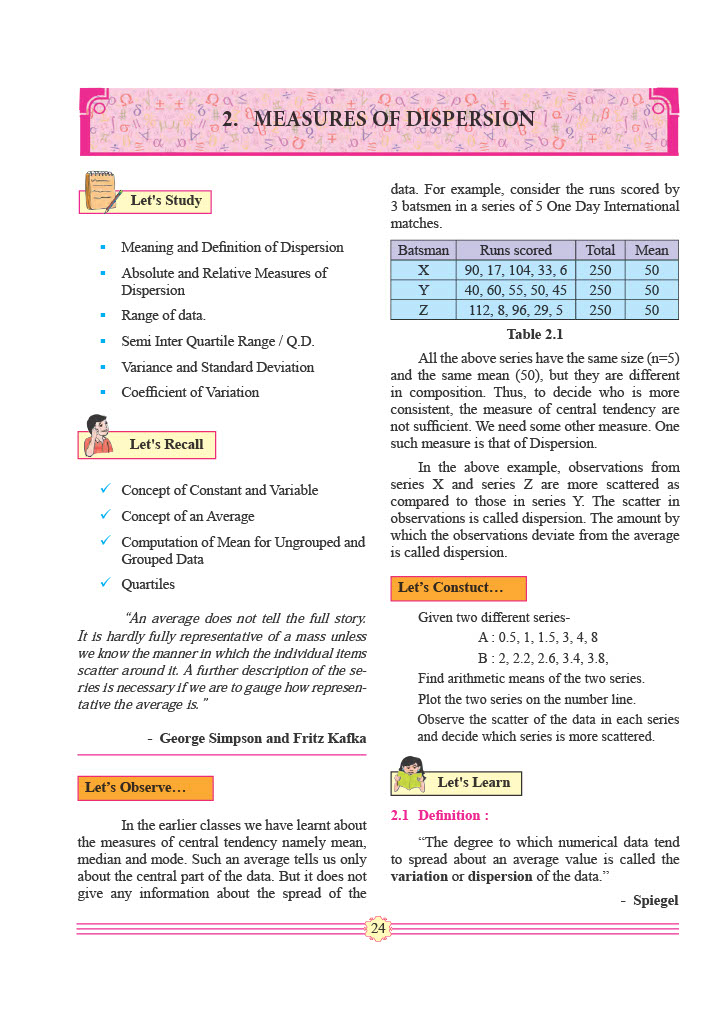 2. MEASURES OF DISPERSION
Let's Study
Meaning and Definition of Dispersion
Absolute and Relative Measures of
Dispersion
Range of data.
Semi Inter Quartile Range / Q.D.
Variance and Standard Deviation
Coefficient of Variation
Let's Recall
Concept of Constant and Variable
Concept of an Average
Computation of Mean for Ungrouped and
Grouped Data
Quartiles
“An average does not tell the full story.
It is hardly fully representative of a mass unless
we know the manner in which the individual items
scatter around it. A further description of the se-
ries is necessary if we are to gauge how represen-
tative the average is.”
- George Simpson and Fritz Kafka
Let’s Observe…
In the earlier classes we have learnt about
the measures of central tendency namely mean,
median and mode. Such an average tells us only
about the central part of the data. But it does not
give any information about the spread of the
data. For example, consider the runs scored by
3 batsmen in a series of 5 One Day International
matches.
Batsman Runs scored Total Mean
X 90, 17, 104, 33, 6 250 50
Y 40, 60, 55, 50, 45 250 50
Z 112, 8, 96, 29, 5 250 50
Table 2.1
All the above series have the same size (n=5)
and the same mean (50), but they are different
in composition. Thus, to decide who is more
consistent, the measure of central tendency are
not sufficient. We need some other measure. One
such measure is that of Dispersion.
In the above example, observations from
series X and series Z are more scattered as
compared to those in series Y. The scatter in
observations is called dispersion. The amount by
which the observations deviate from the average
is called dispersion.
Let’s Constuct…
Given two different series-
A : 0.5, 1, 1.5, 3, 4, 8
B : 2, 2.2, 2.6, 3.4, 3.8,
Find arithmetic means of the two series.
Plot the two series on the number line.
Observe the scatter of the data in each series
and decide which series is more scattered.
Let's Learn
2.1 Definition :
“The degree to which numerical data tend
to spread about an average value is called the
variation or dispersion of the data.”
- Spiegel
24